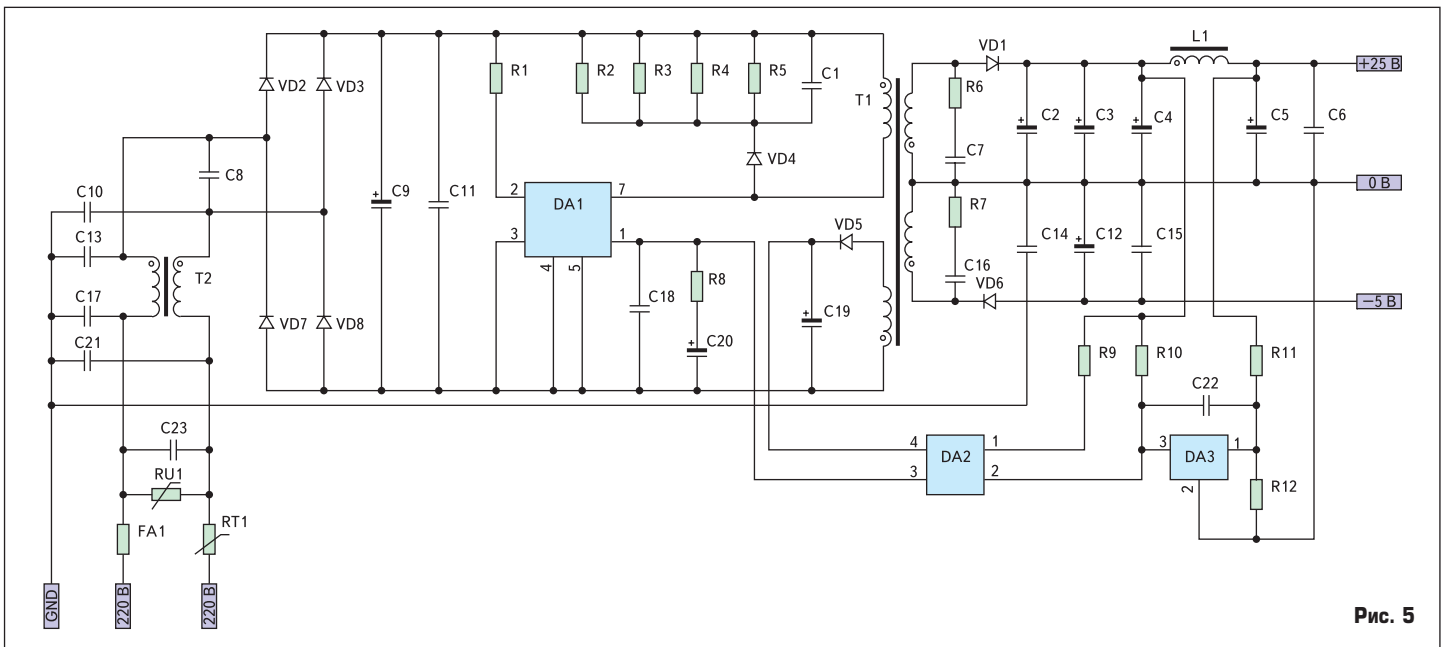 L1
VD1
+25 В
R1
R2
R3
R4
R5
C1
T1
R6
VD2
VD3
C2
C3
C4
C5
C6
C7
VD4
C8
C10
C9
C11
2
DA1
7
0 В
R7
C13
3
1
VD5
C14
C12
C15
T2
4
5
R8
C16
VD6
C17
C18
C19
−5 В
VD7
VD8
C21
C20
R9
R10
R11
C22
C23
4
DA2
1
3
DA3
1
RU1
3
2
2
R12
FA1
RT1
GND
220 В
220 В
Рис. 5